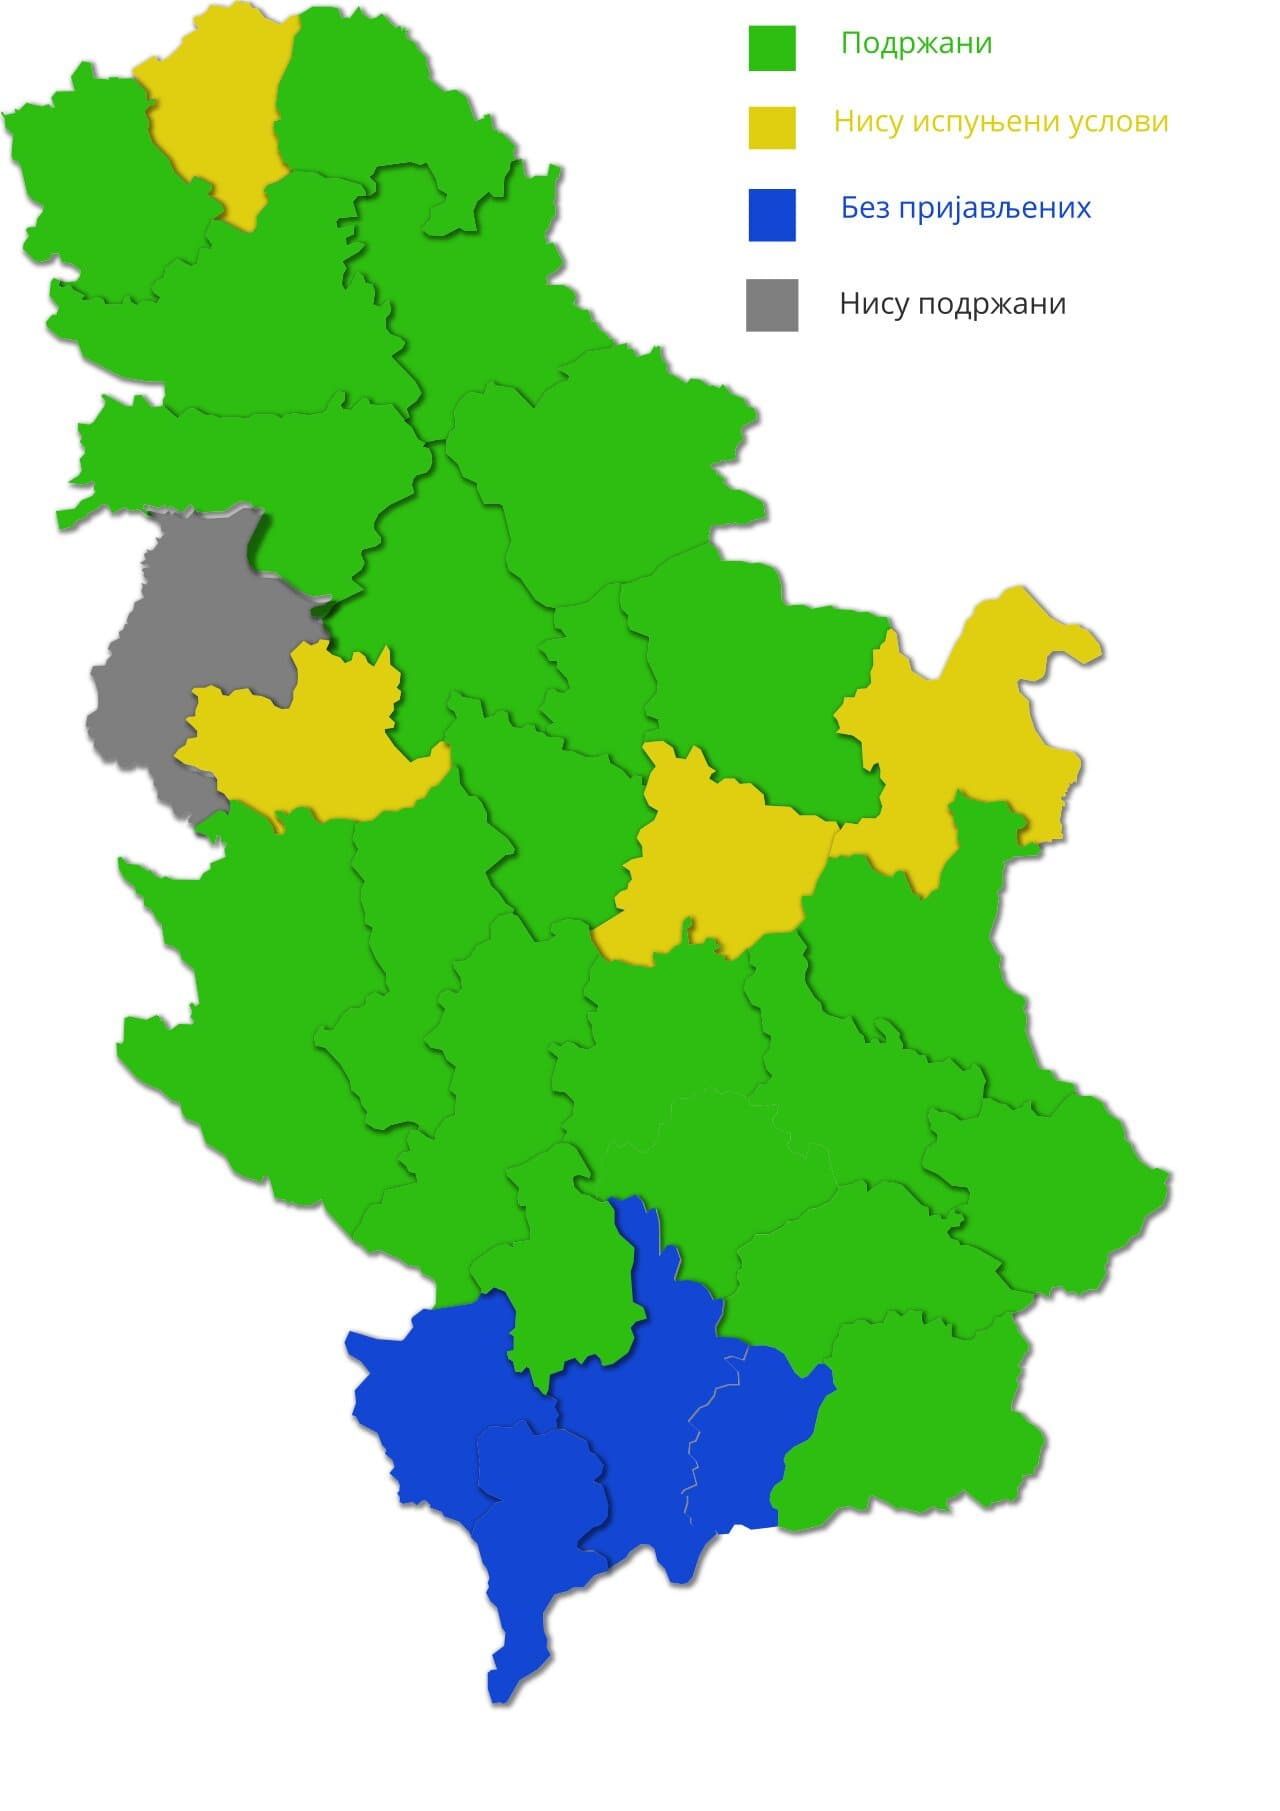 Подржани
Нису испуњени услови
Без пријављених
Нису подржани